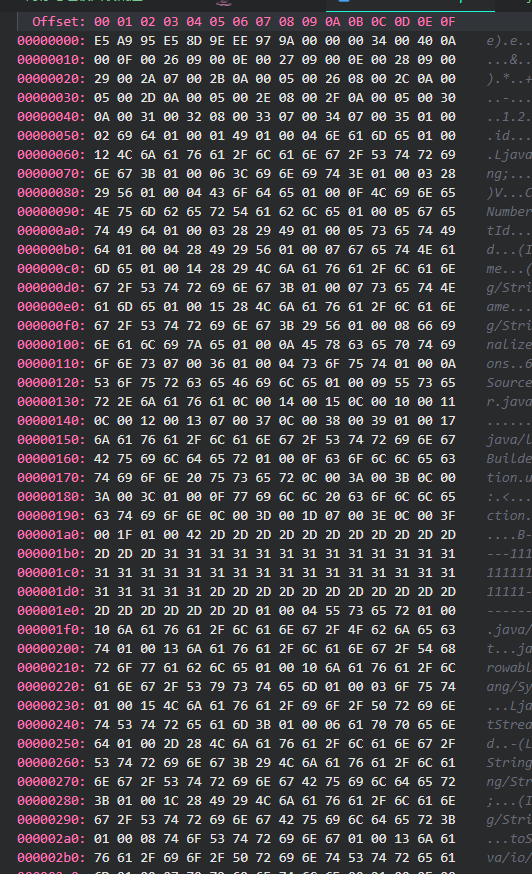 Offset: 00 01 02 03 04 05 06 07 08 09 0A 0B 0C 0D 0E 0F
00000000: E5 A9 95 E5 8D 9E EE 97 9A 00 00 00 34 00 40 0A e).e.
00000010: 00 0F 00 26 09 00 0E 00 27 09 00 0E 00 28 09 00 ...&.
00000020: 29 00 2A 07 00 2B 0A 00 05 00 26 08 00 2C 0A 00 ).*..+
00000030: 05 00 2D 0A 00 05 00 2E 08 00 2F 0A 00 05 00 30 ..-...
00000040: 0A 00 31 00 32 08 00 33 07 00 34 07 00 35 01 00 ..1.2.
00000050: 02 69 64 01 00 01 49 01 00 04 6E 61 6D 65 01 00 .id...
00000060: 12 4C 6A 61 76 61 2F 6C 61 6E 67 2F 53 74 72 69 .Ljava
00000070: 6E 67 3B 01 00 06 3C 69 6E 69 74 3E 01 00 03 28 ng;...
00000080: 29 56 01 00 04 43 6F 64 65 01 00 0F 4C 69 6E 65 )V...C
00000090: 4E 75 6D 62 65 72 54 61 62 6C 65 01 00 05 67 65 Number
000000a0: 74 49 64 01 00 03 28 29 49 01 00 05 73 65 74 49 tId...
000000b0: 64 01 00 04 28 49 29 56 01 00 07 67 65 74 4E 61 d...(I
000000c0: 6D 65 01 00 14 28 29 4C 6A 61 76 61 2F 6C 61 6E me...(
000000d0: 67 2F 53 74 72 69 6E 67 3B 01 00 07 73 65 74 4E g/Stri
000000e0: 61 6D 65 01 00 15 28 4C 6A 61 76 61 2F 6C 61 6E ame...
000000f0: 67 2F 53 74 72 69 6E 67 3B 29 56 01 00 08 66 69 g/Stri
00000100: 6E 61 6C 69 7A 65 01 00 0A 45 78 63 65 70 74 69 nalize
00000110: 6F 6E 73 07 00 36 01 00 04 73 6F 75 74 01 00 0A ons..6
00000120: 53 6F 75 72 63 65 46 69 6C 65 01 00 09 55 73 65 Source
00000130: 72 2E 6A 61 76 61 0C 00 14 00 15 0C 00 10 00 11 r.java
00000140: 0C 00 12 00 13 07 00 37 0C 00 38 00 39 01 00 17 ......
00000150: 6A 61 76 61 2F 6C 61 6E 67 2F 53 74 72 69 6E 67 java/l
00000160: 42 75 69 6C 64 65 72 01 00 0F 63 6F 6C 6C 65 63 Builde
00000170: 74 69 6F 6E 20 75 73 65 72 0C 00 3A 00 3B 0C 00 tion.u
00000180: 3A 00 3C 01 00 0F 77 69 6C 6C 20 63 6F 6C 6C 65 :.<...
00000190: 63 74 69 6F 6E 0C 00 3D 00 1D 07 00 3E 0C 00 3F ction.
000001a0: 00 1F 01 00 42 2D 2D 2D 2D 2D 2D 2D 2D 2D 2D 2D ....B-
000001b0: 2D 2D 2D 31 31 31 31 31 31 31 31 31 31 31 31 31 ---111
000001c0: 31 31 31 31 31 31 31 31 31 31 31 31 31 31 31 31 111111
000001d0: 31 31 31 31 31 2D 2D 2D 2D 2D 2D 2D 2D 2D 2D 2D 11111-
000001e0: 2D 2D 2D 2D 2D 2D 2D 01 00 04 55 73 65 72 01 00 ------
000001f0: 10 6A 61 76 61 2F 6C 61 6E 67 2F 4F 62 6A 65 63 .java/
00000200: 74 01 00 13 6A 61 76 61 2F 6C 61 6E 67 2F 54 68 t...ja
00000210: 72 6F 77 61 62 6C 65 01 00 10 6A 61 76 61 2F 6C rowabl
00000220: 61 6E 67 2F 53 79 73 74 65 6D 01 00 03 6F 75 74 ang/Sy
00000230: 01 00 15 4C 6A 61 76 61 2F 69 6F 2F 50 72 69 6E ...Lja
00000240: 74 53 74 72 65 61 6D 3B 01 00 06 61 70 70 65 6E tStrea
00000250: 64 01 00 2D 28 4C 6A 61 76 61 2F 6C 61 6E 67 2F d..-(L
00000260: 53 74 72 69 6E 67 3B 29 4C 6A 61 76 61 2F 6C 61 String
00000270: 6E 67 2F 53 74 72 69 6E 67 42 75 69 6C 64 65 72 ng/Str
00000280: 3B 01 00 1C 28 49 29 4C 6A 61 76 61 2F 6C 61 6E ;...(I
00000290: 67 2F 53 74 72 69 6E 67 42 75 69 6C 64 65 72 3B g/Stri
000002a0: 01 00 08 74 6F 53 74 72 69 6E 67 01 00 13 6A 61 ...toS
000002b0: 76 61 2F 69 6F 2F 50 72 69 6E 74 53 74 72 65 61 va/io/